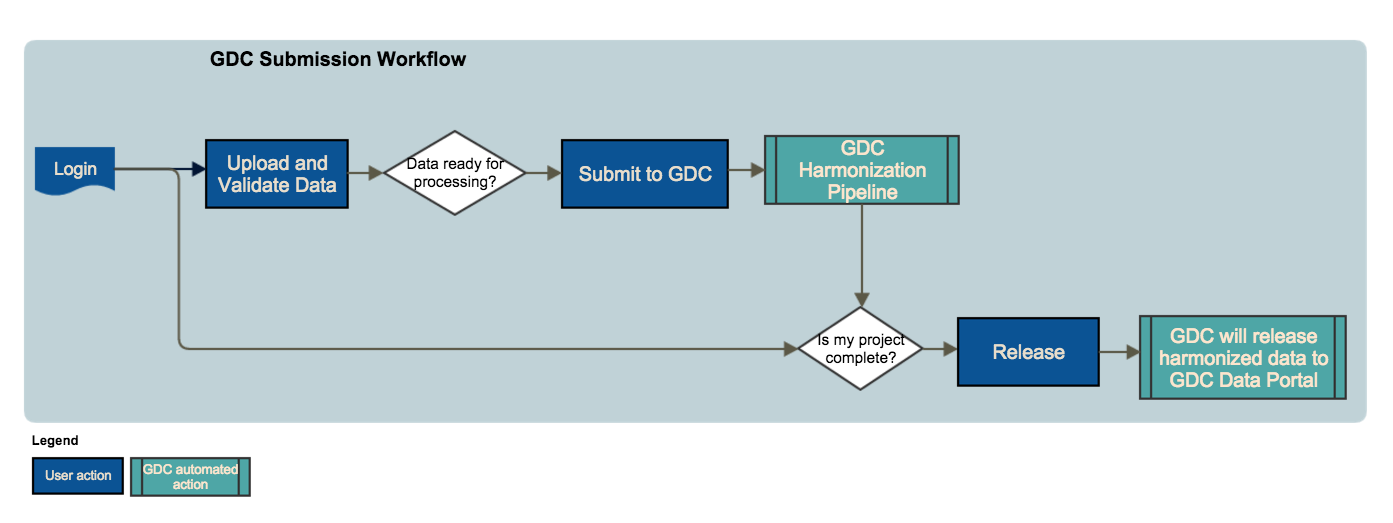 GDC Submission Workflow
Login
Upload and
Validate Data
Data ready for
processing?
Submit to GDC
GDC
Harmonization
Pipeline
Is my project
complete?
Release
GDC will release
harmonized data to
GDC Data Portal
Legend
User action
GDC automated
action